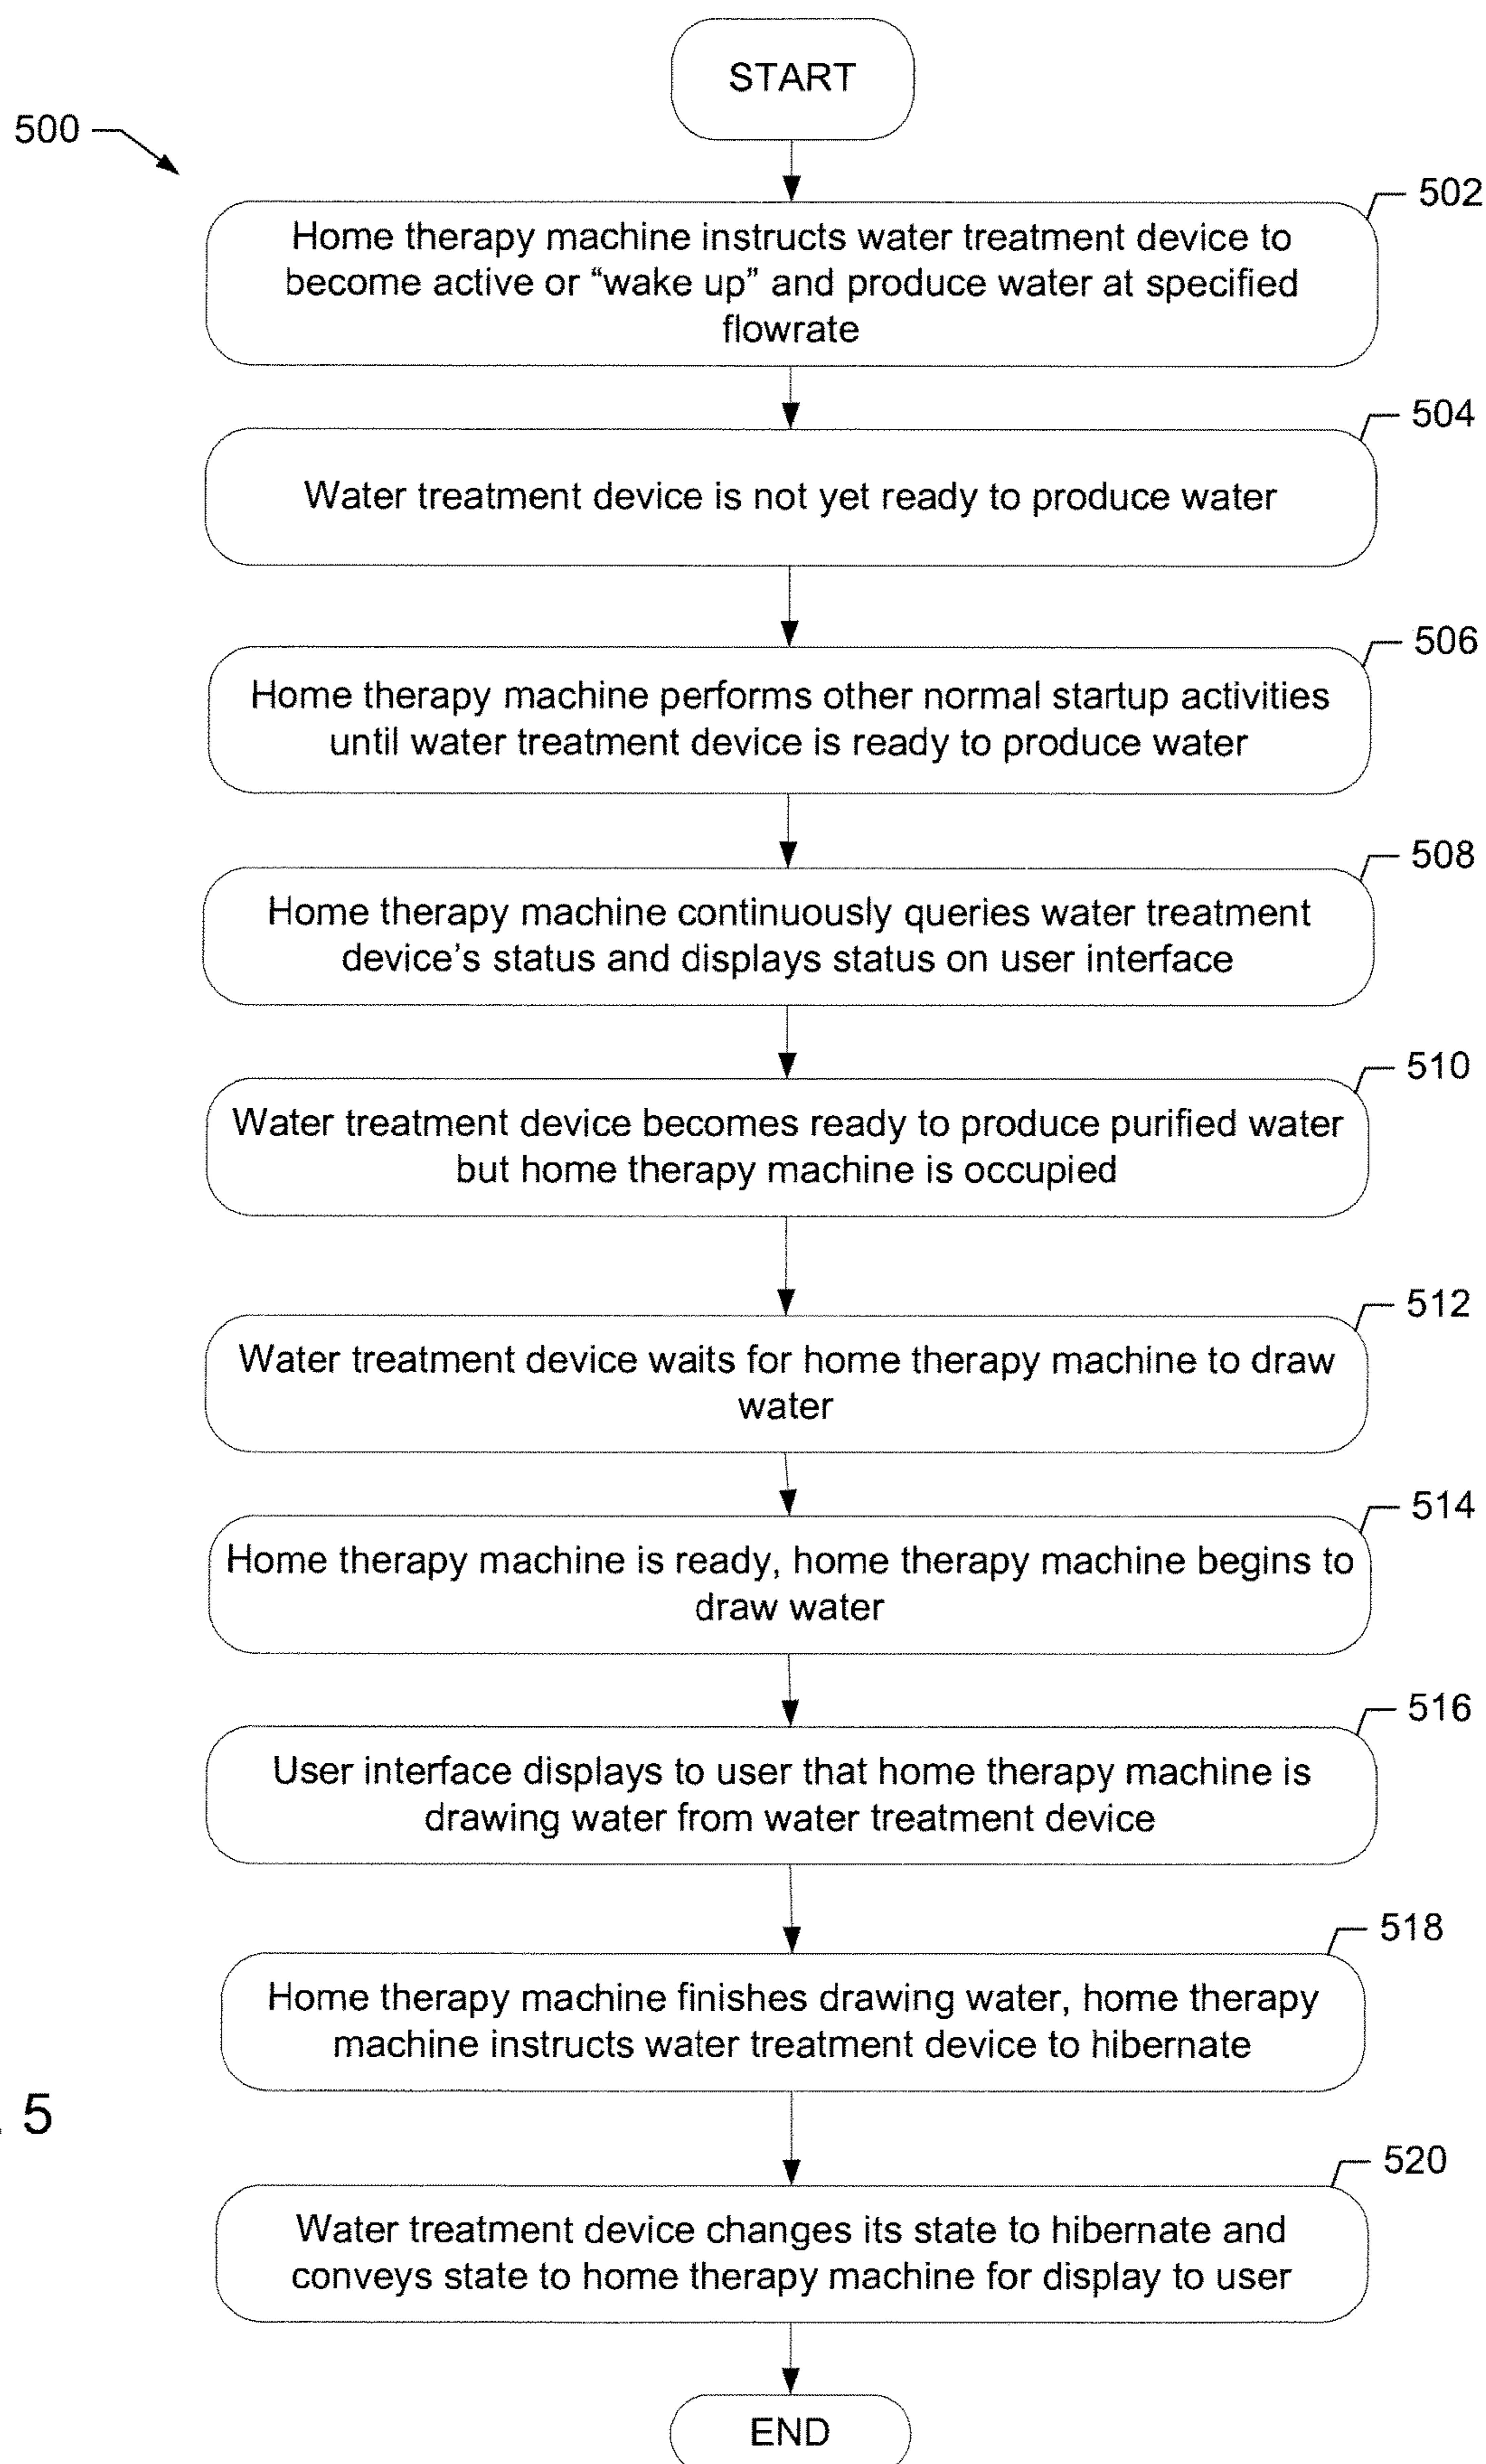 START
500
502
Home therapy machine instructs water treatment device to
become active or “wake up” and produce water at specified
flowrate
504
Water treatment device is not yet ready to produce water
506
Home therapy machine performs other normal startup activities
until water treatment device is ready to produce water
508
Home therapy machine continuously queries water treatment
device’s status and displays status on user interface
510
Water treatment device becomes ready to produce purified water
but home therapy machine is occupied
512
Water treatment device waits for home therapy machine to draw
water
514
Home therapy machine is ready, home therapy machine begins to
draw water
516
User interface displays to user that home therapy machine is
drawing water from water treatment device
518
Home therapy machine finishes drawing water, home therapy
machine instructs water treatment device to hibernate
. 5
520
Water treatment device changes its state to hibernate and
conveys state to home therapy machine for display to user
END